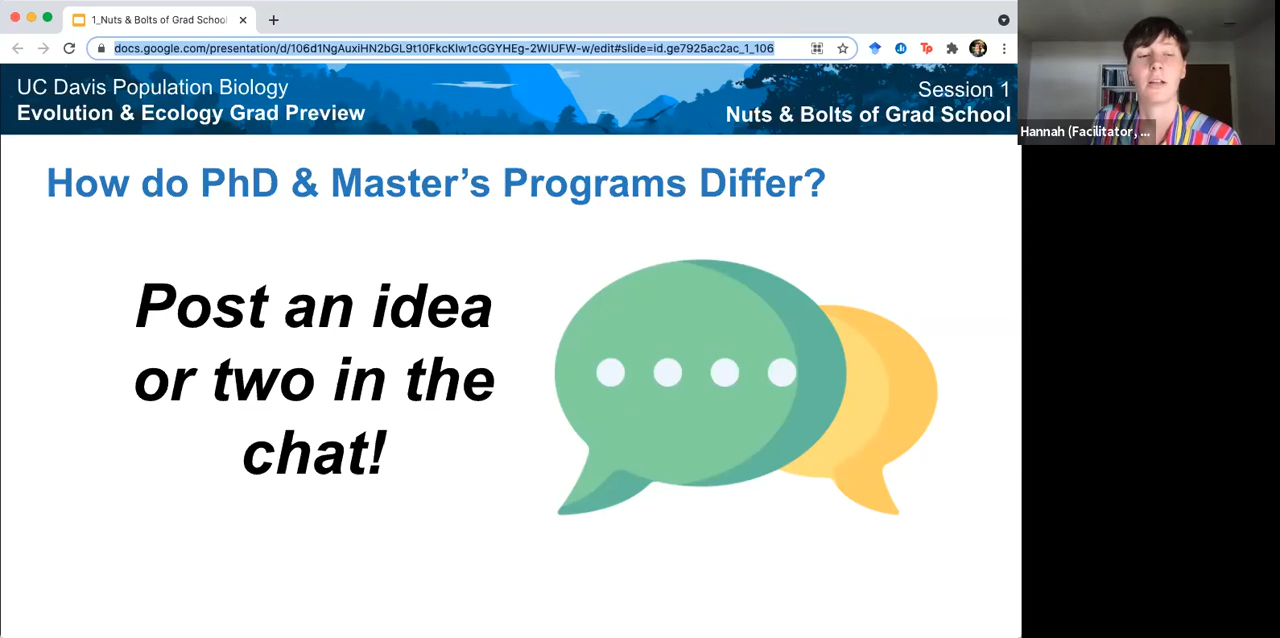 1_Nuts & Bolts of Grad School
docs.google.com/presentation/d/106d1NgAuxiHN2bGL9t10FkcKlw1cGGYHEg-2WIUFW-w/edit#slide=id.ge7925ac2ac_1_106
Tp
UC Davis Population Biology
Evolution & Ecology Grad Preview
Session 1
Nuts & Bolts of Grad School
Hannah (Facilitator, ...
How do PhD & Master's Programs Differ?
Post an idea
or two in the
chat!